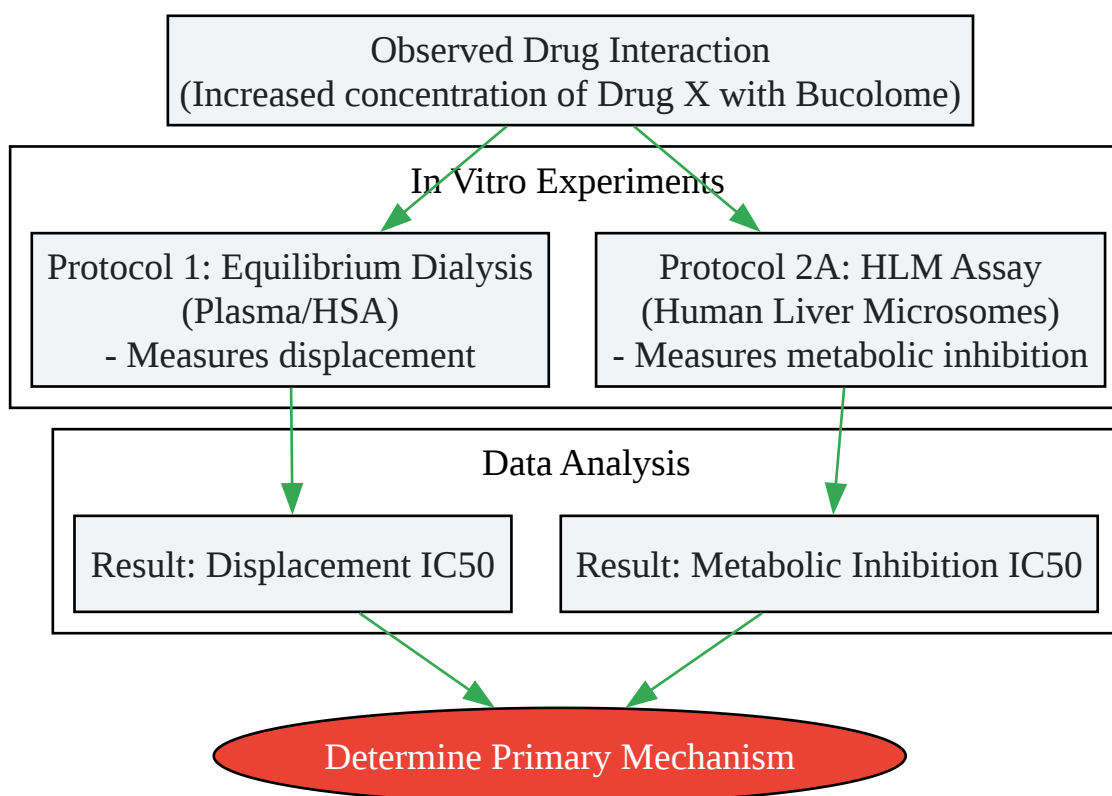 Observed Drug Interaction
(Increased concentration of Drug X with Bucolome)
In Vitro Experiments
Protocol 1: Equilibrium Dialysis
(Plasma/HSA)
- Measures displacement
Protocol 2A: HLM Assay
(Human Liver Microsomes)
- Measures metabolic inhibition
Data Analysis
Result: Displacement IC50
Result: Metabolic Inhibition IC50
Determine Primary Mechanism